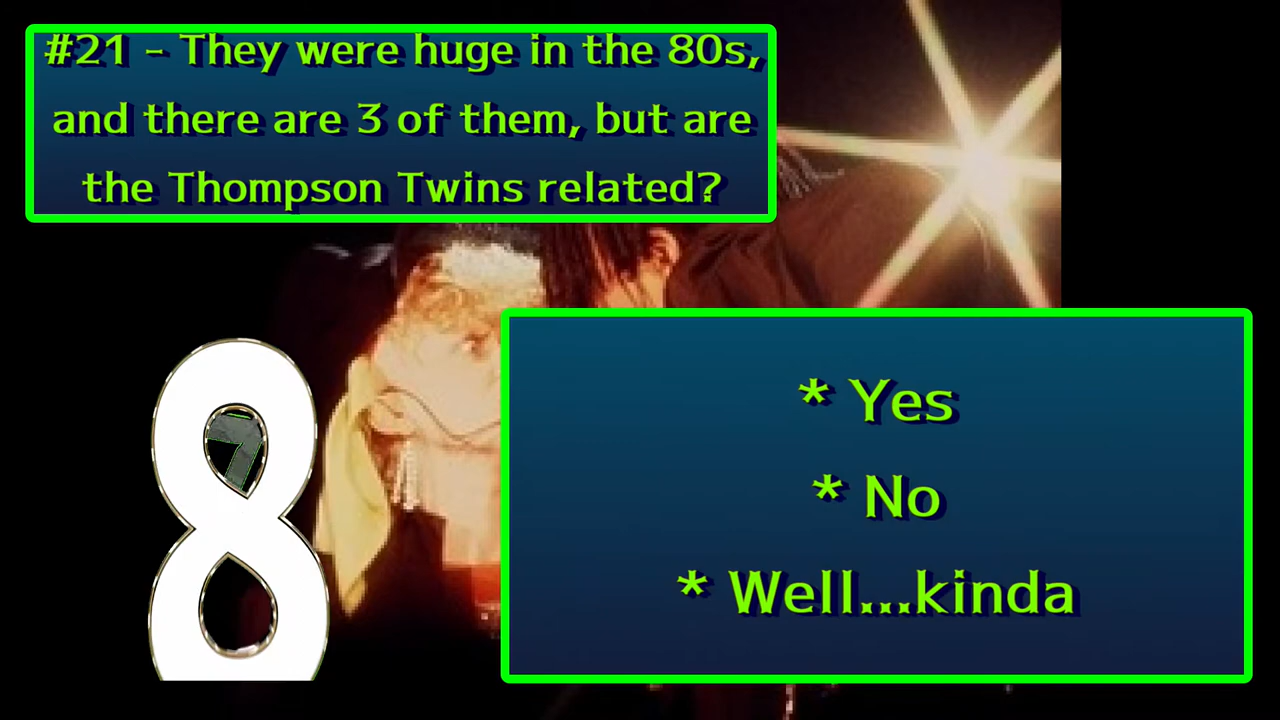 #21 - They were huge in the 80s,
and there are 3 of them, but are
the Thompson Twins related?
* Yes
* No
* Well...kinda
8
7